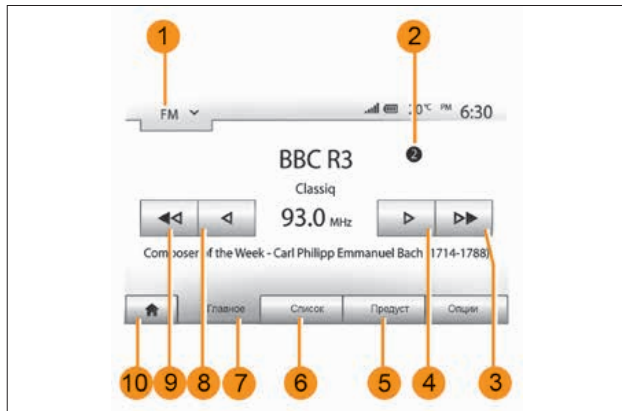 1 2
FM 20°C PM 6:30
BBC R3 2
Classiq
93.0 MHz
Composer of the Week - Carl Philipp Emmanuel Bach (1714-1788)
Главное Список Предуст Опции
10 9 8 7 6 5 4 3